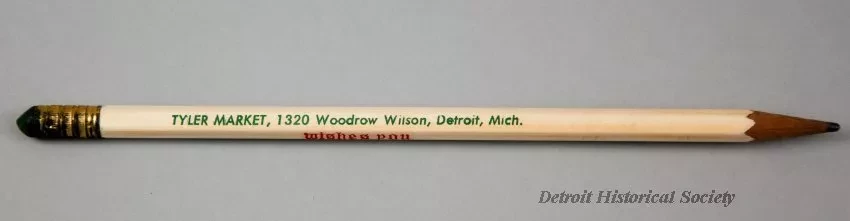 TYLER MARKET, 1320 Woodrow Wilson, Detroit, Mich.
wishes you
Detroit Historical Society